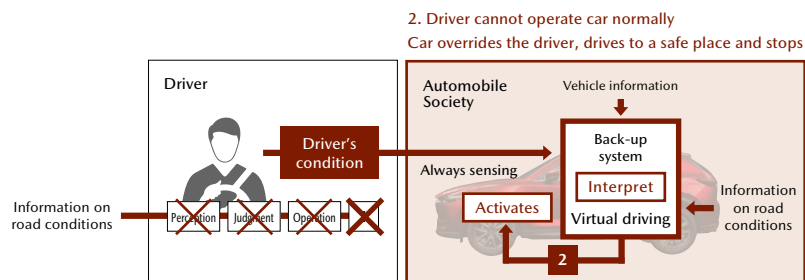 2. Driver cannot operate car normally
Car overrides the driver, drives to a safe place and stops
Driver
Automobile
Society
Vehicle information
Driver's
condition
Back-up
system
Always sensing
Interpret
Activates
Virtual driving
Information on
road conditions
Perception
Judgment
Operation
Information
on road
conditions
2